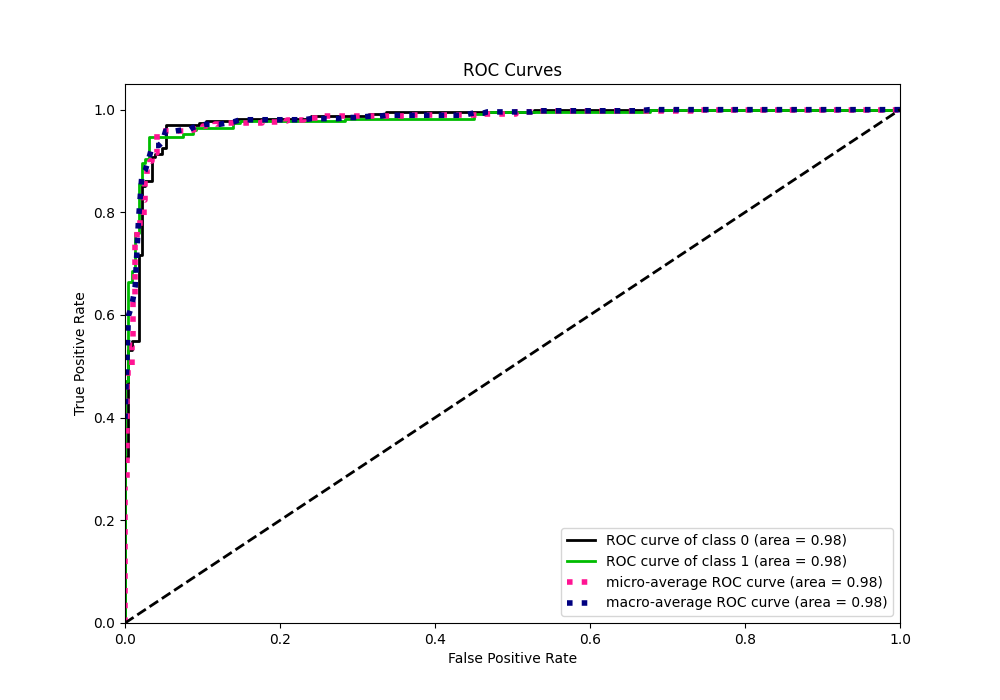 ROC Curves
1.0
0.8
0.6
0.4
0.2
0.0
True Positive Rate
ROC curve of class 0 (area = 0.98)
ROC curve of class 1 (area = 0.98)
micro-average ROC curve (area = 0.98)
macro-average ROC curve (area = 0.98)
0.0 0.2 0.4 0.6 0.8 1.0
False Positive Rate